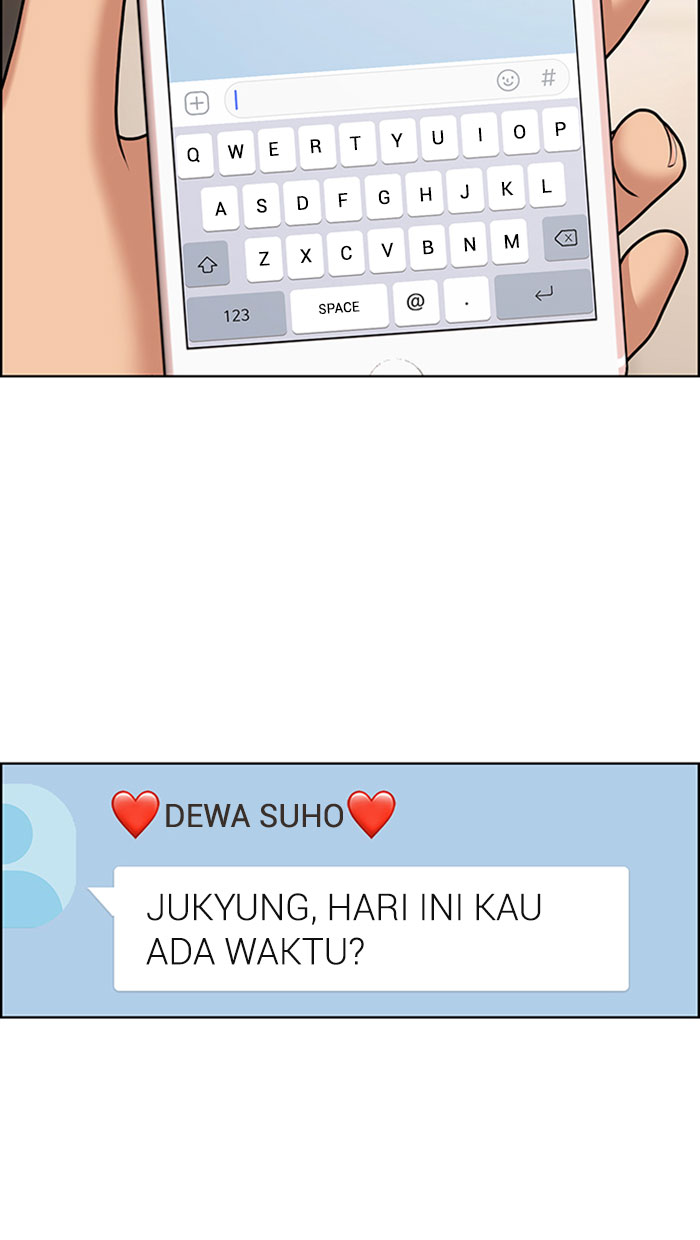 Q W E R T Y U I O P
A S D F G H J K L
Z X C V B N M
123 SPACE @ .
❤️DEWA SUHO❤️
JUKYUNG, HARI INI KAU
ADA WAKTU?